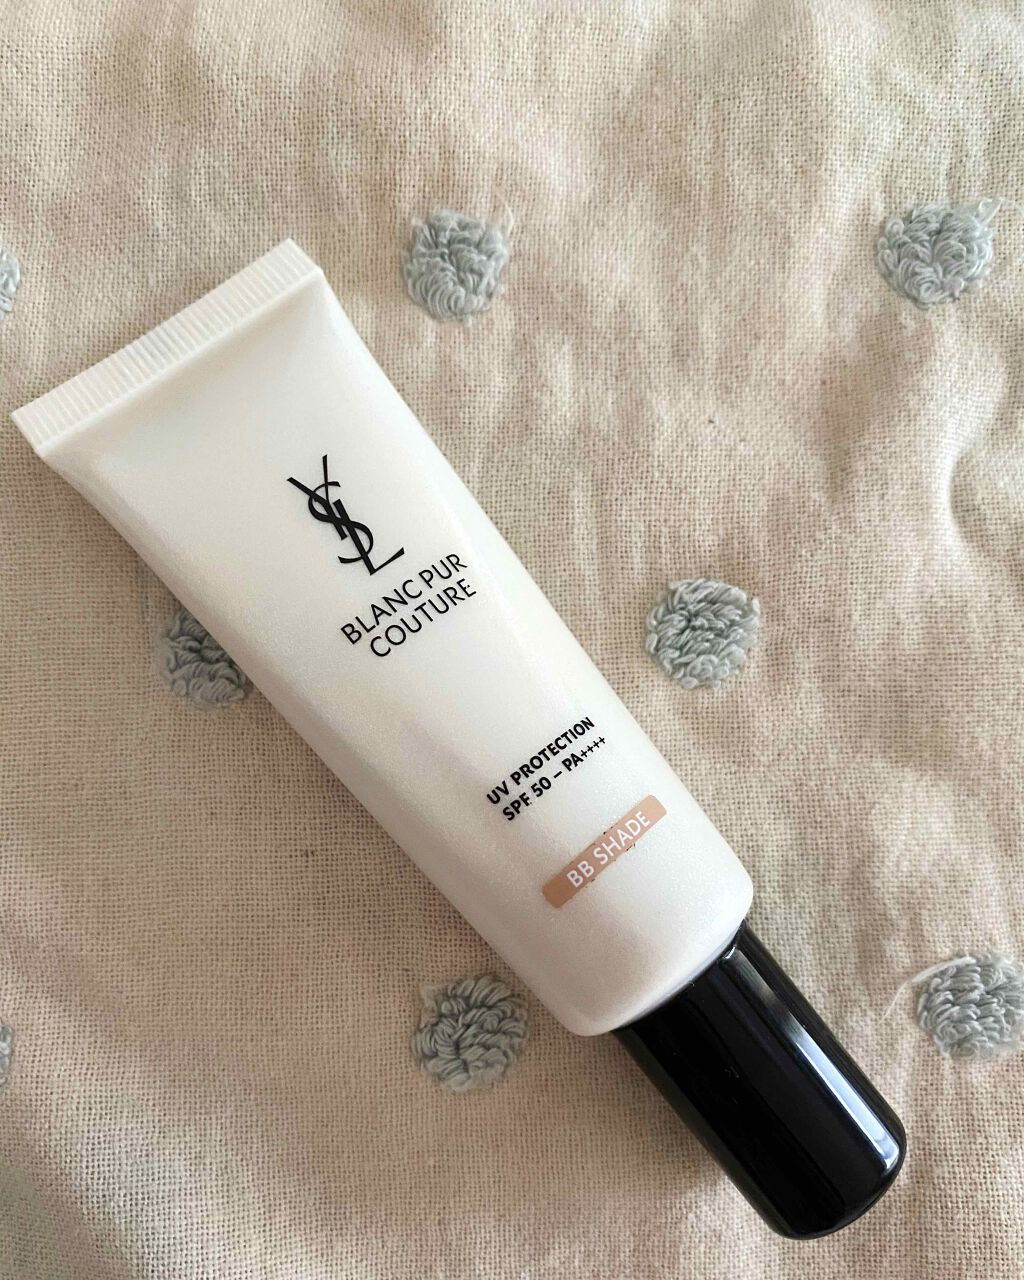 YSL
BLANC PUR
COUTURE
UV PROTECTION
SPF 50 – PA++++
BB SHADE